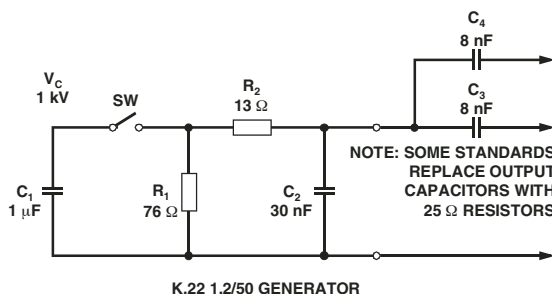 C4
8 nF
VC
1 kV
SW
R2
13 Ω
C3
8 nF
NOTE: SOME STANDARDS
REPLACE OUTPUT
CAPACITORS WITH
25 Ω RESISTORS
C1
1 μF
R1
76 Ω
C2
30 nF
K.22 1.2/50 GENERATOR